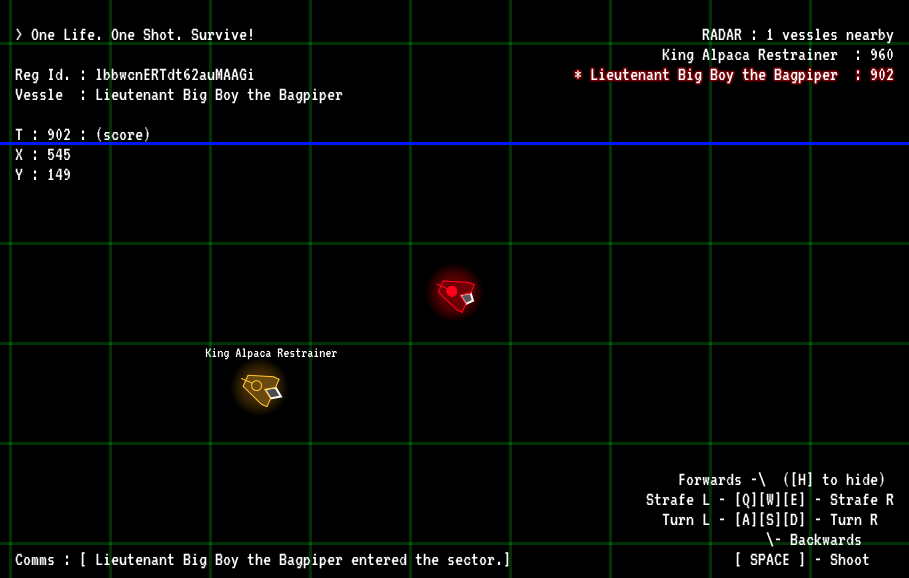 > One Life. One Shot. Survive!
Reg Id. : lbbwcnERTdt62auMAAGi
Vessle : Lieutenant Big Boy the Bagpiper
T : 902 : (score)
X : 545
Y : 149
RADAR : 1 vessles nearby
King Alpaca Restrainer : 960
* Lieutenant Big Boy the Bagpiper : 902
King Alpaca Restrainer
Forwards -\ ([H] to hide)
Strafe L - [Q][W][E] - Strafe R
Turn L - [A][S][D] - Turn R
\- Backwards
[ SPACE ] - Shoot
Comms : [ Lieutenant Big Boy the Bagpiper entered the sector.]